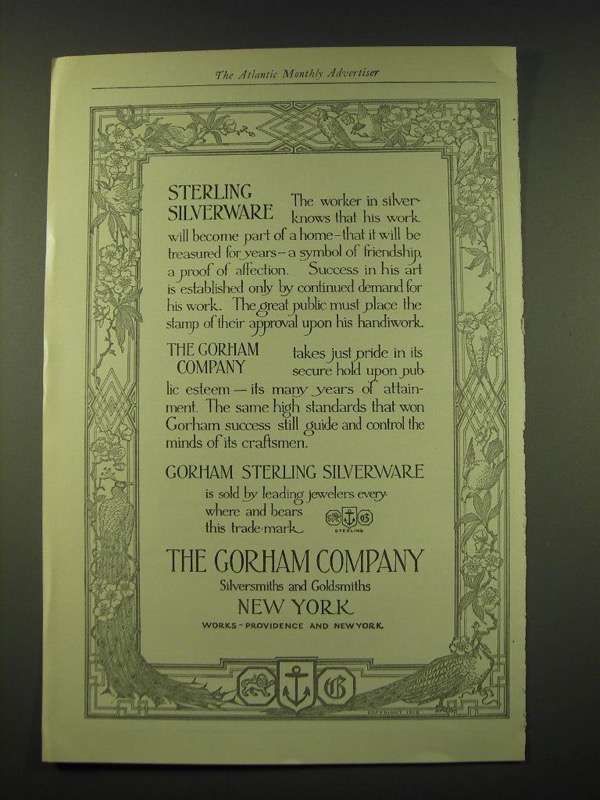 The Atlantic Monthly Advertiser
STERLING SILVERWARE The worker in silver
knows that his work
will become part of a home—that it will be
treasured for years—a symbol of friendship,
a proof of affection. Success in his art
is established only by continued demand for
his work. The great public must place the
stamp of their approval upon his handiwork.
THE GORHAM COMPANY takes just pride in its
secure hold upon pub-
lic esteem—its many years of attain-
ment. The same high standards that won
Gorham success still guide and control the
minds of its craftsmen.
GORHAM STERLING SILVERWARE
is sold by leading jewelers every-
where and bears
this trade-mark
STERLING
THE GORHAM COMPANY
Silversmiths and Goldsmiths
NEW YORK
WORKS - PROVIDENCE AND NEW YORK
G
COPYRIGHT